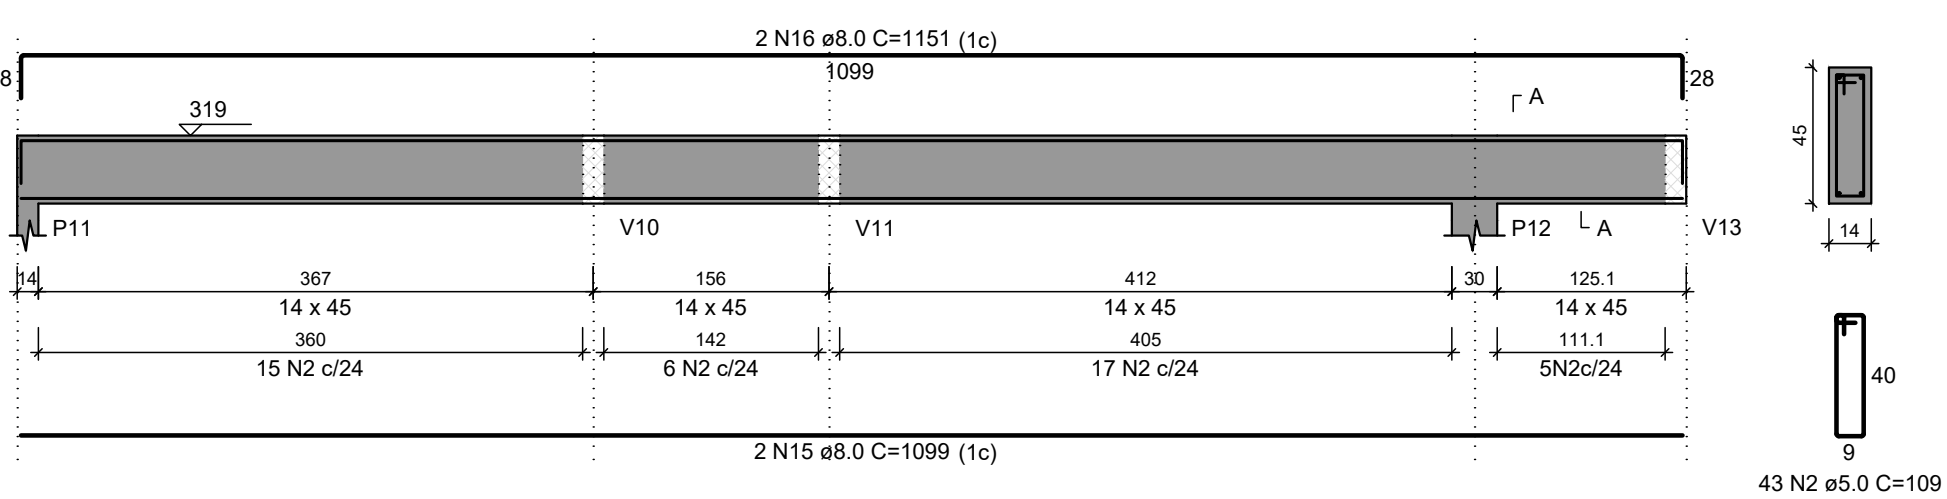 2 N16 ø8.0 C=1151 (1c)
8
1099
28
319
A
45
P11
V10
V11
P12
A
V13
14
14
367
156
412
30
125.1
14 x 45
14 x 45
14 x 45
14 x 45
360
142
405
111.1
15 N2 c/24
6 N2 c/24
17 N2 c/24
5N2c/24
40
2 N15 ø8.0 C=1099 (1c)
9
43 N2 ø5.0 C=109